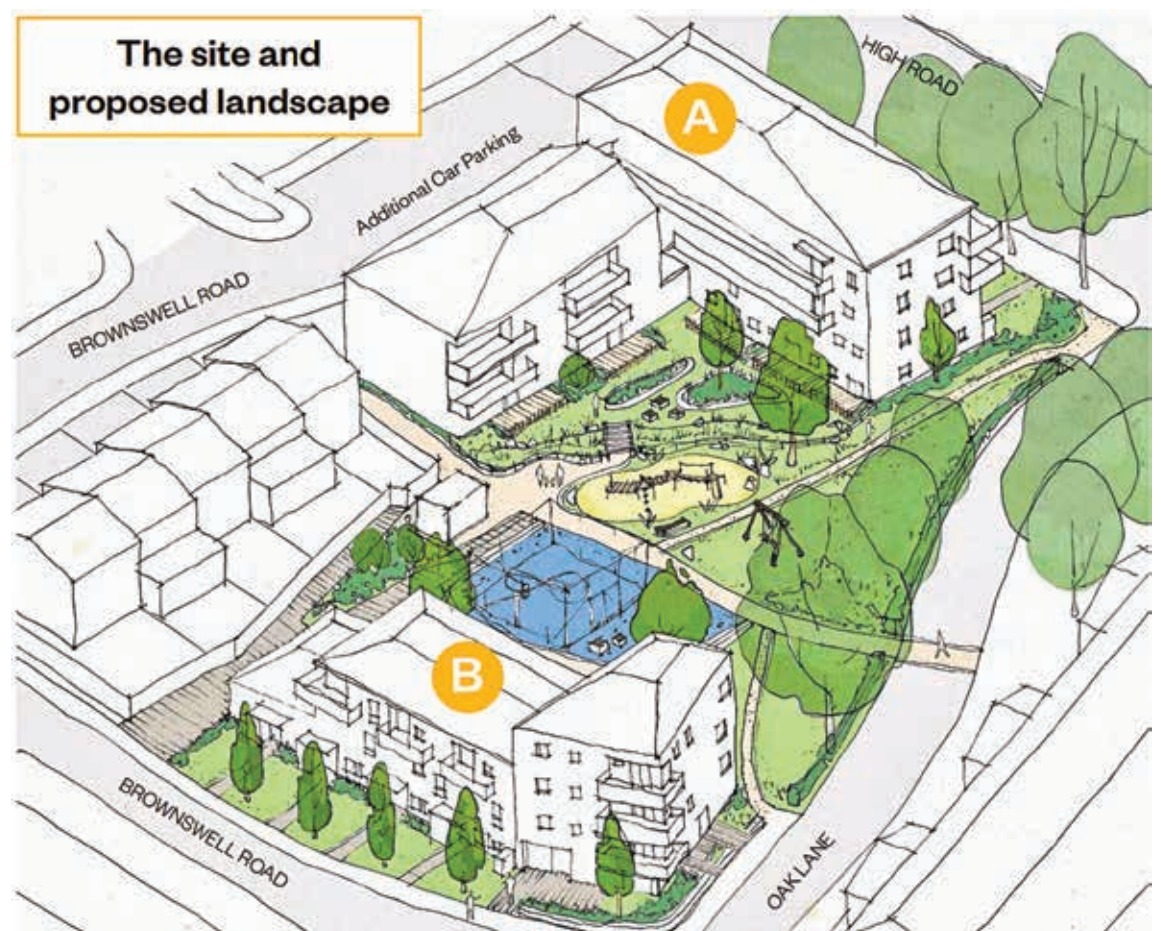 The site and
proposed landscape
HIGH ROAD
A
Additional Car Parking
BROWNSWELL ROAD
B
BROWNSWELL ROAD
OAK LANE